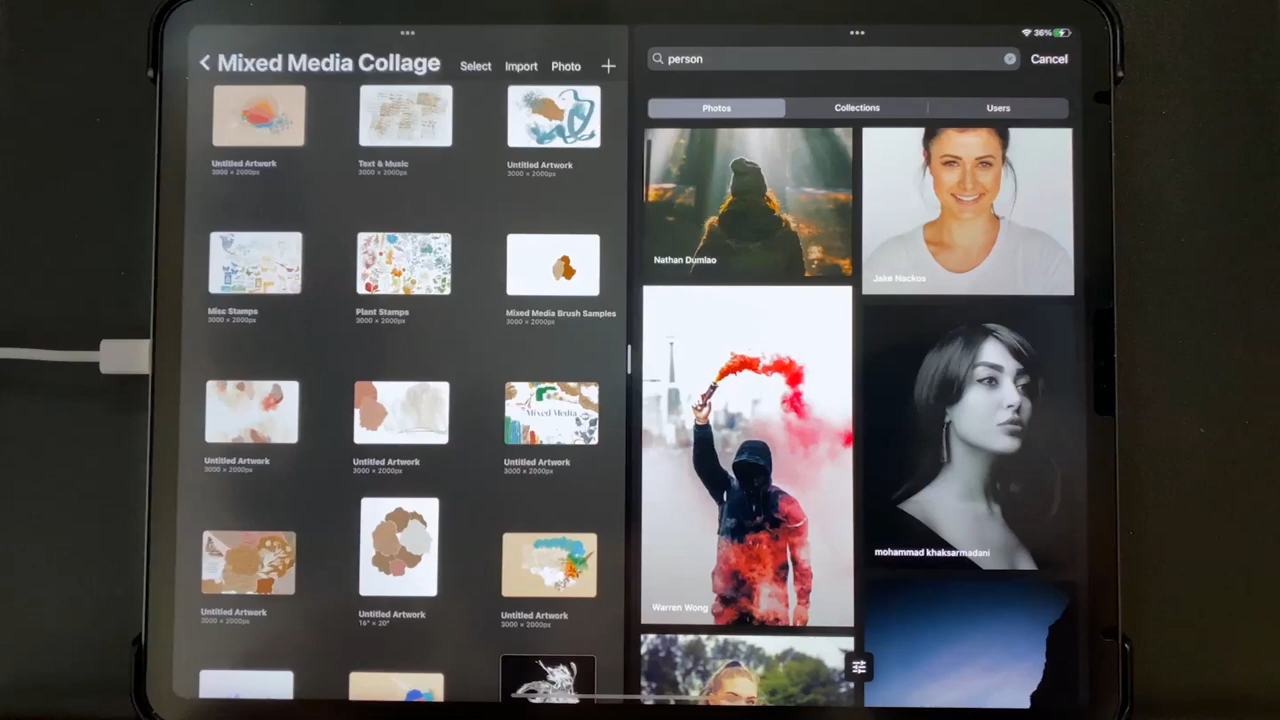 Mixed Media Collage
Select
Import
Photo
Untitled Artwork
3000 × 2000px
Text & Music
3000 × 2000px
Untitled Artwork
3000 × 2000px
Misc Stamps
3000 × 2000px
Plant Stamps
3000 × 2000px
Mixed Media Brush Samples
3000 × 2000px
Untitled Artwork
3000 × 2000px
Untitled Artwork
3000 × 2000px
Mixed Media
Untitled Artwork
3000 × 2000px
Untitled Artwork
3000 × 2000px
Untitled Artwork
16" × 20"
Untitled Artwork
3000 × 2000px
36%
person
Cancel
Photos
Collections
Users
Nathan Dumlao
Jake Nackos
Warren Wong
mohammad khaksarmadani